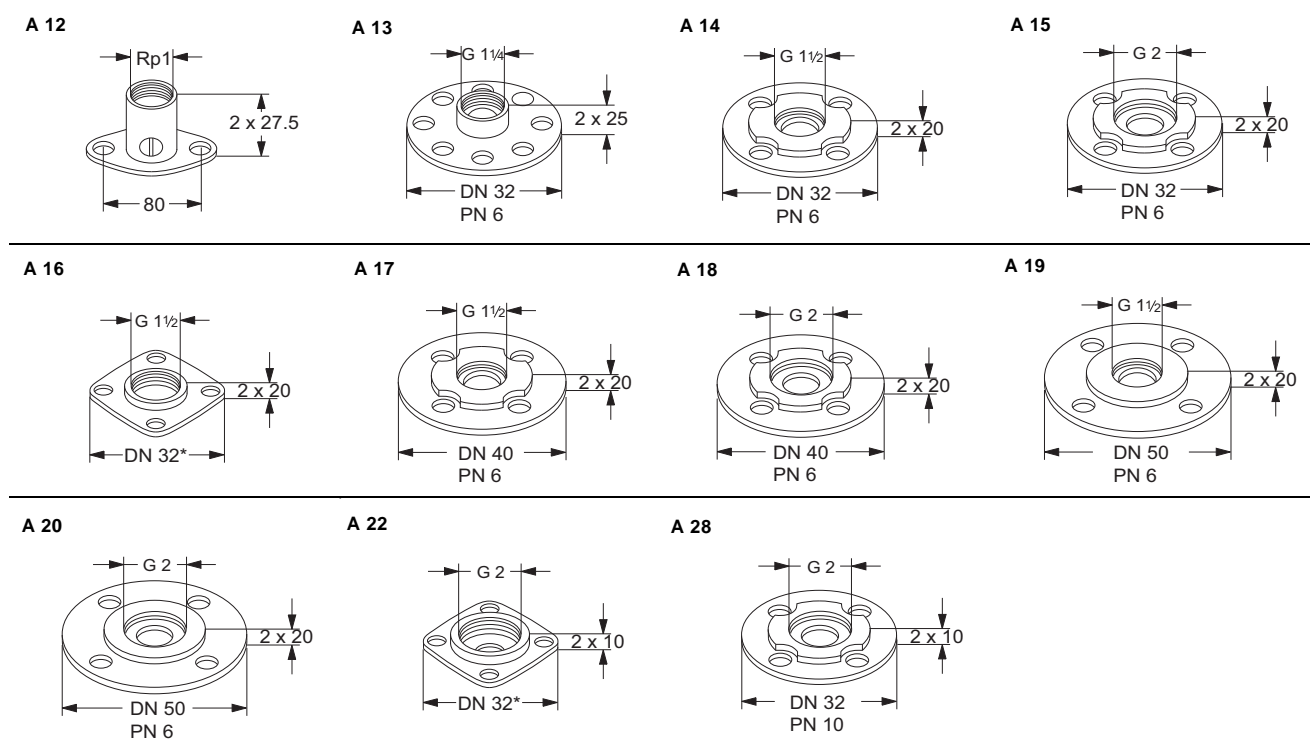 A 12
Rp1
2 x 27.5
80
A 13
G 1¼
2 x 25
DN 32
PN 6
A 14
G 1½
2 x 20
DN 32
PN 6
A 15
G 2
2 x 20
DN 32
PN 6
A 16
G 1½
2 x 20
DN 32*
A 17
G 1½
2 x 20
DN 40
PN 6
A 18
G 2
2 x 20
DN 40
PN 6
A 19
G 1½
2 x 20
DN 50
PN 6
A 20
G 2
2 x 20
DN 50
PN 6
A 22
G 2
2 x 10
DN 32*
A 28
G 2
2 x 10
DN 32
PN 10